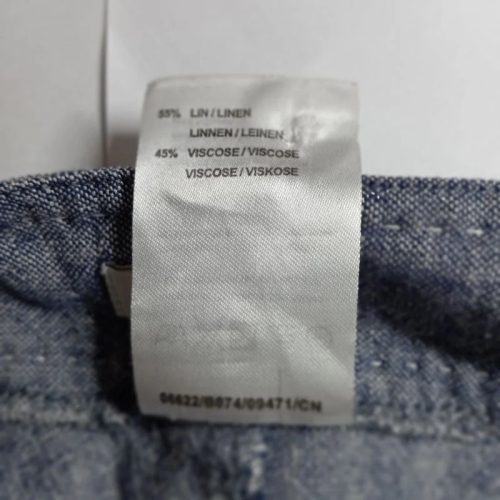 55% LIN / LINEN
LINNEN / LEINEN
45% VISCOSE / VISCOSE
VISCOSE / VISKOSE
06622/B074/09471/CN